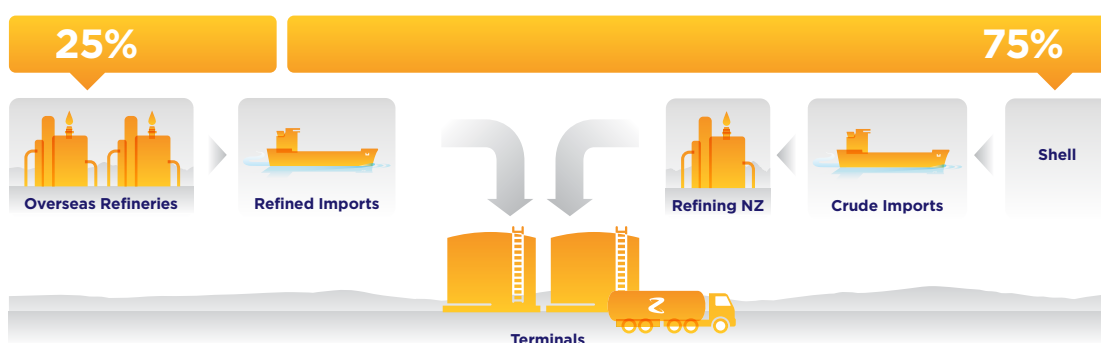 25%
75%
Overseas Refineries
Refined Imports
Refining NZ
Crude Imports
Shell
Terminals